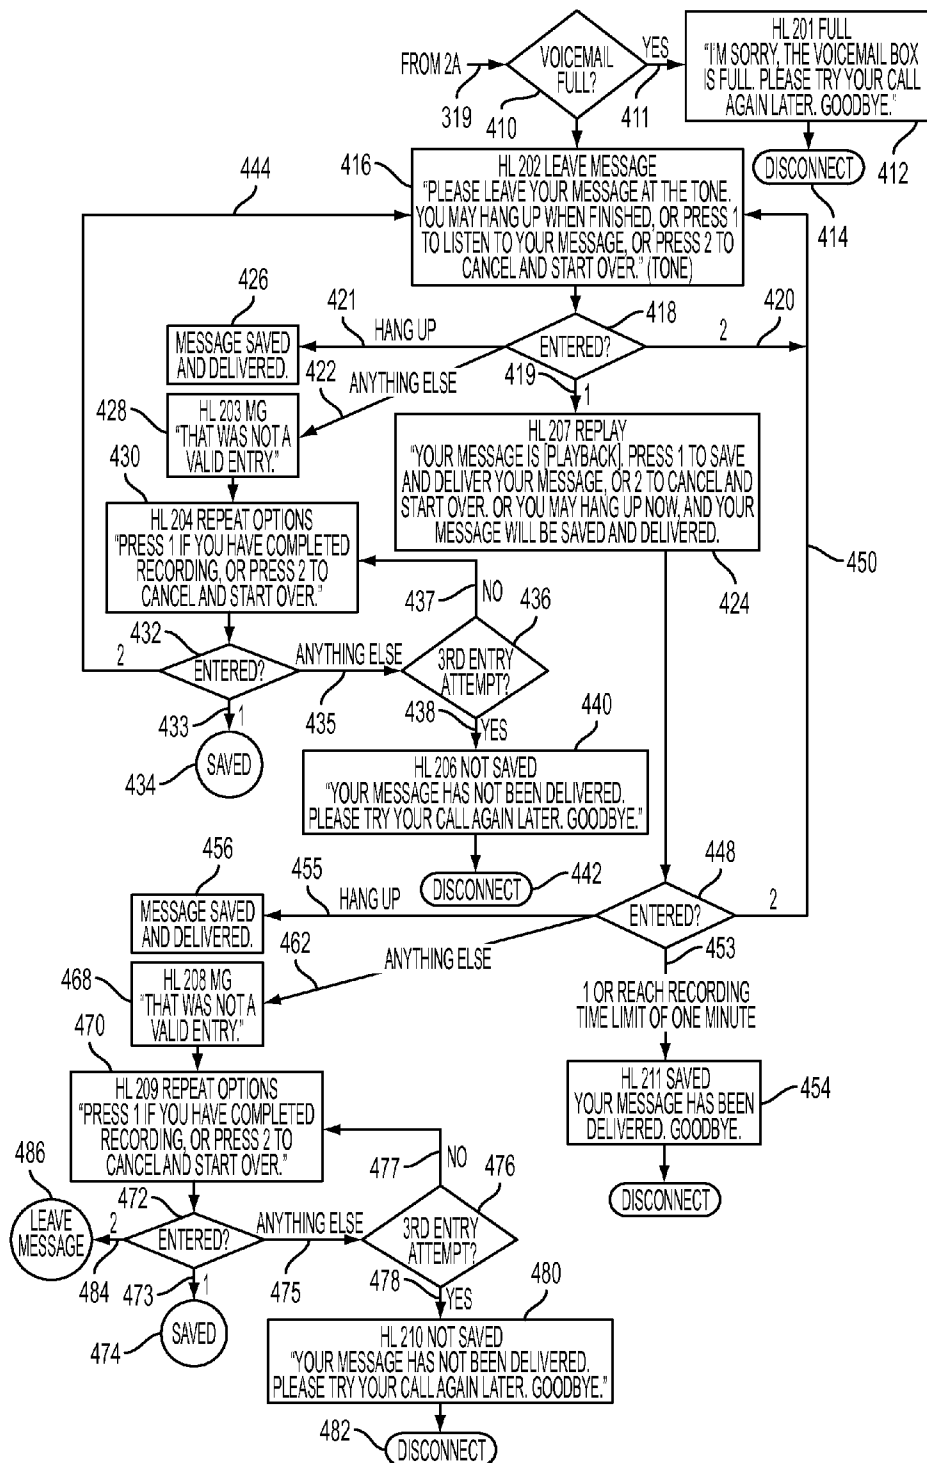 FROM 2A
319
VOICEMAIL
FULL?
410
YES
411
HL 201 FULL
"I'M SORRY, THE VOICEMAIL BOX
IS FULL. PLEASE TRY YOUR CALL
AGAIN LATER. GOODBYE."
412
DISCONNECT
414
444
416
HL 202 LEAVE MESSAGE
"PLEASE LEAVE YOUR MESSAGE AT THE TONE.
YOU MAY HANG UP WHEN FINISHED, OR PRESS 1
TO LISTEN TO YOUR MESSAGE, OR PRESS 2 TO
CANCEL AND START OVER." (TONE)
426
421
HANG UP
418
ENTERED?
2
420
MESSAGE SAVED
AND DELIVERED.
422
ANYTHING ELSE
419
1
428
HL 203 MG
"THAT WAS NOT A
VALID ENTRY."
HL 207 REPLAY
"YOUR MESSAGE IS [PLAYBACK]. PRESS 1 TO SAVE
AND DELIVER YOUR MESSAGE, OR 2 TO CANCEL AND
START OVER. OR YOU MAY HANG UP NOW, AND YOUR
MESSAGE WILL BE SAVED AND DELIVERED.
424
450
430
HL 204 REPEAT OPTIONS
"PRESS 1 IF YOU HAVE COMPLETED
RECORDING, OR PRESS 2 TO
CANCEL AND START OVER."
437
NO
436
432
2
ENTERED?
ANYTHING ELSE
435
3RD ENTRY
ATTEMPT?
433
1
438
YES
434
SAVED
440
HL 206 NOT SAVED
"YOUR MESSAGE HAS NOT BEEN DELIVERED.
PLEASE TRY YOUR CALL AGAIN LATER. GOODBYE."
DISCONNECT
442
456
455
HANG UP
448
ENTERED?
2
MESSAGE SAVED
AND DELIVERED.
462
ANYTHING ELSE
453
468
HL 208 MG
"THAT WAS NOT A
VALID ENTRY."
1 OR REACH RECORDING
TIME LIMIT OF ONE MINUTE
HL 211 SAVED
YOUR MESSAGE HAS BEEN
DELIVERED. GOODBYE.
454
DISCONNECT
470
HL 209 REPEAT OPTIONS
"PRESS 1 IF YOU HAVE COMPLETED
RECORDING, OR PRESS 2 TO
CANCEL AND START OVER."
477
NO
476
486
LEAVE
MESSAGE
2
484
472
ENTERED?
ANYTHING ELSE
475
3RD ENTRY
ATTEMPT?
473
1
478
YES
474
SAVED
480
HL 210 NOT SAVED
"YOUR MESSAGE HAS NOT BEEN DELIVERED.
PLEASE TRY YOUR CALL AGAIN LATER. GOODBYE."
482
DISCONNECT